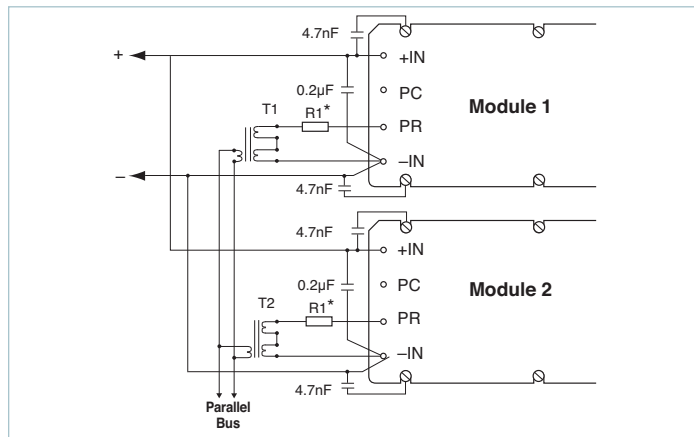 4.7nF
+
+IN
0.2µF
PC
Module 1
T1
R1*
PR
–IN
–
4.7nF
4.7nF
+IN
0.2µF
PC
Module 2
T2
R1*
PR
–IN
4.7nF
Parallel
Bus